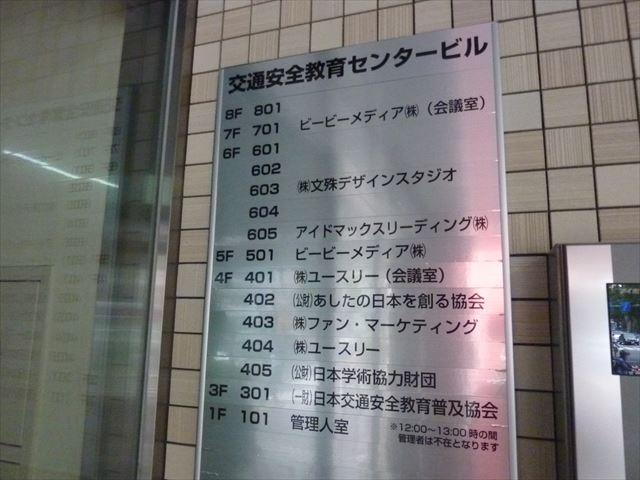 交通安全教育センタービル
8F 801
7F 701 ビービーメディア㈱（会議室）
6F 601
602
603 ㈱文殊デザインスタジオ
604
605 アイドマックスリーディング㈱
5F 501 ビービーメディア㈱
4F 401 ㈱ユースリー（会議室）
402 (公財)あしたの日本を創る協会
403 ㈱ファン・マーケティング
404 ㈱ユースリー
405 (公財)日本学術協力財団
3F 301 (一財)日本交通安全教育普及協会
1F 101 管理人室
※12:00～13:00時の間
管理者は不在となります